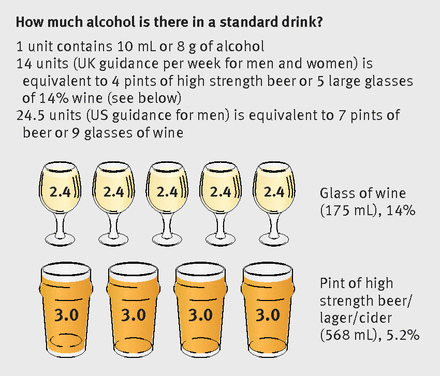 How much alcohol is there in a standard drink?
1 unit contains 10 mL or 8 g of alcohol
14 units (UK guidance per week for men and women) is
equivalent to 4 pints of high strength beer or 5 large glasses
of 14% wine (see below)
24.5 units (US guidance for men) is equivalent to 7 pints of
beer or 9 glasses of wine
2.4 2.4 2.4 2.4 2.4
Glass of wine
(175 mL), 14%
3.0 3.0 3.0 3.0
Pint of high
strength beer/
lager/cider
(568 mL), 5.2%